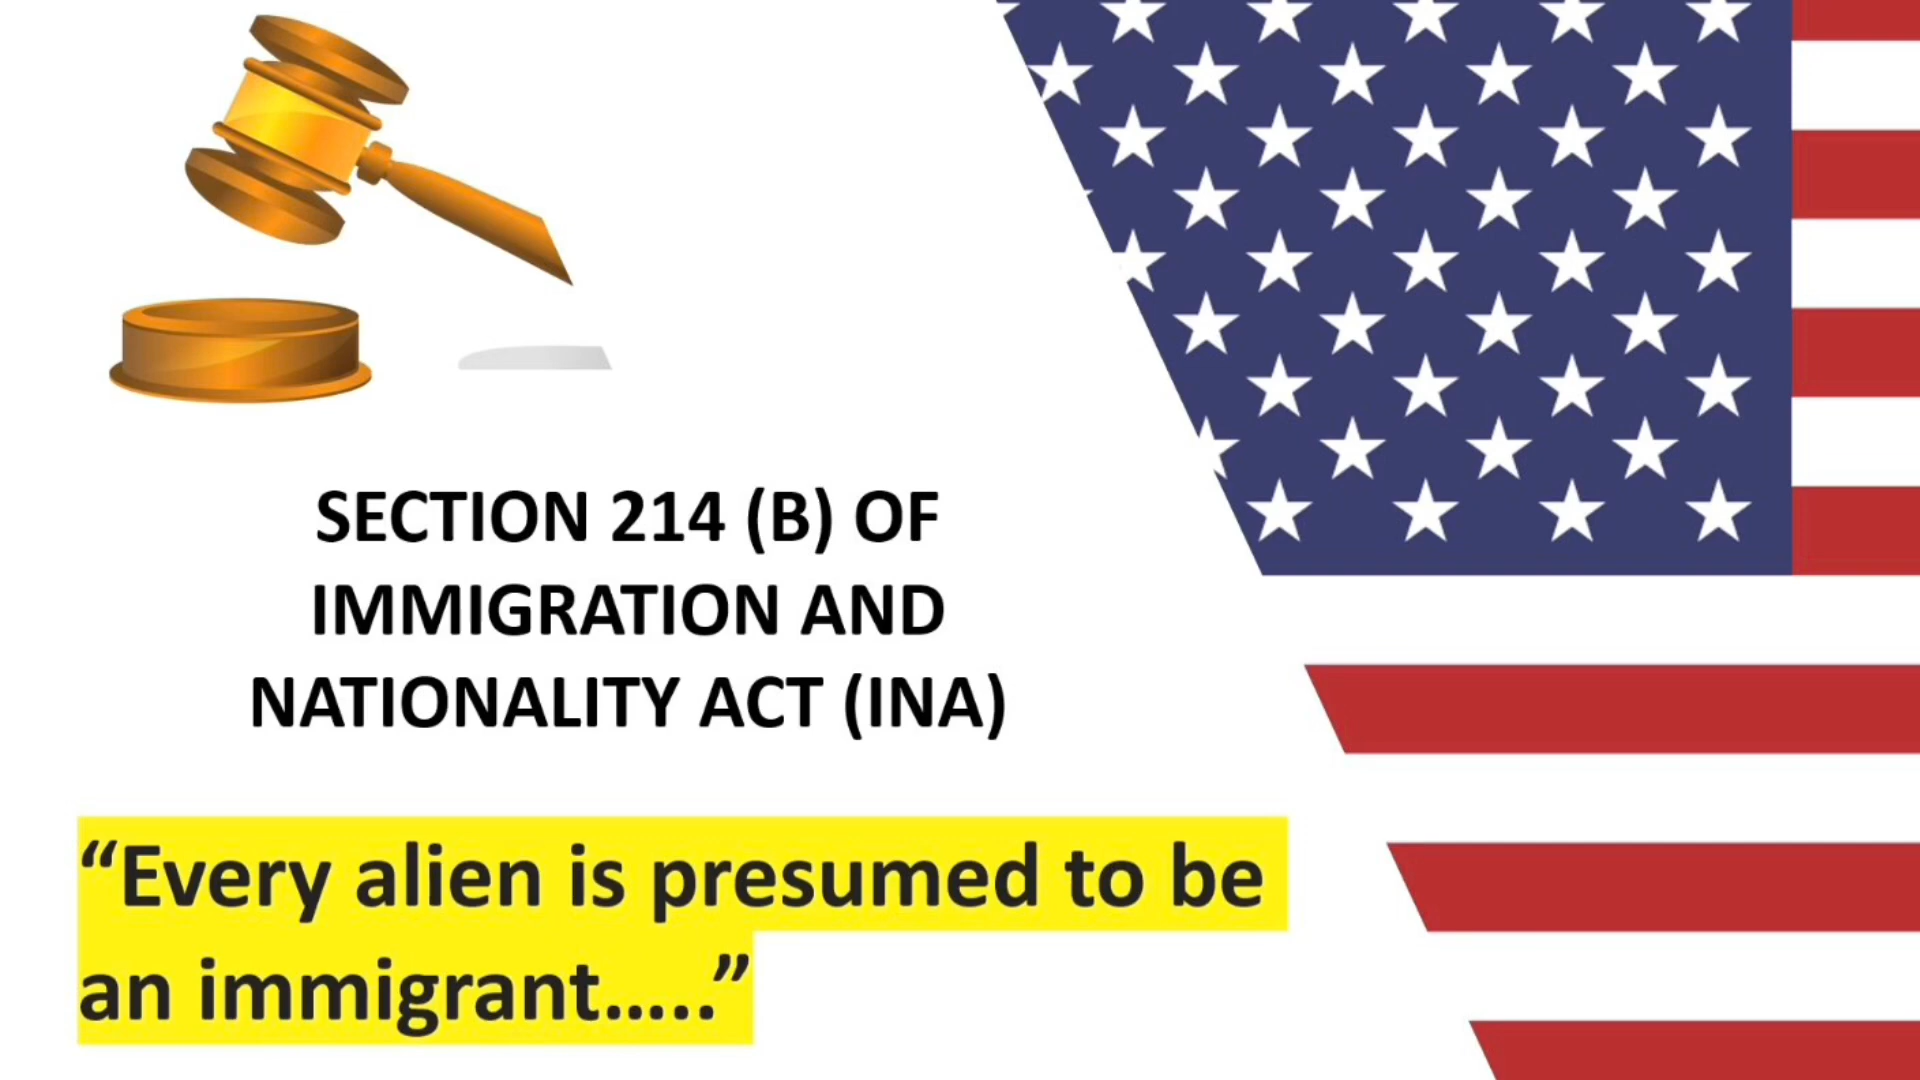 SECTION 214 (B) OF
IMMIGRATION AND
NATIONALITY ACT (INA)
“Every alien is presumed to be
an immigrant.....”